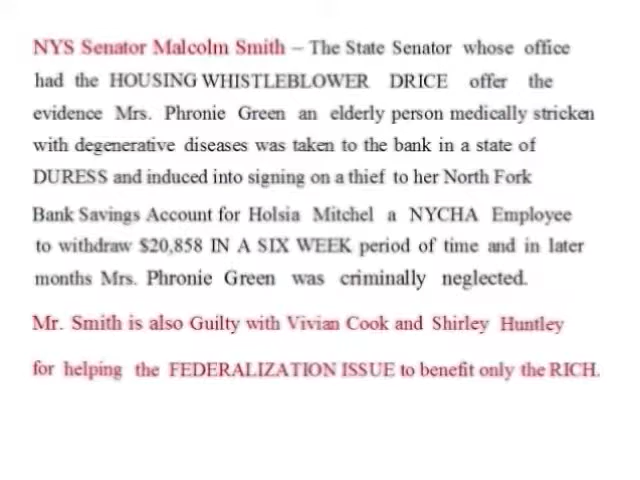 NYS Senator Malcolm Smith – The State Senator whose office
had the HOUSING WHISTLEBLOWER DRICE offer the
evidence Mrs. Phronie Green an elderly person medically stricken
with degenerative diseases was taken to the bank in a state of
DURESS and induced into signing on a thief to her North Fork
Bank Savings Account for Holsia Mitchel a NYCHA Employee
to withdraw $20,858 IN A SIX WEEK period of time and in later
months Mrs. Phronie Green was criminally neglected.
Mr. Smith is also Guilty with Vivian Cook and Shirley Huntley
for helping the FEDERALIZATION ISSUE to benefit only the RICH.